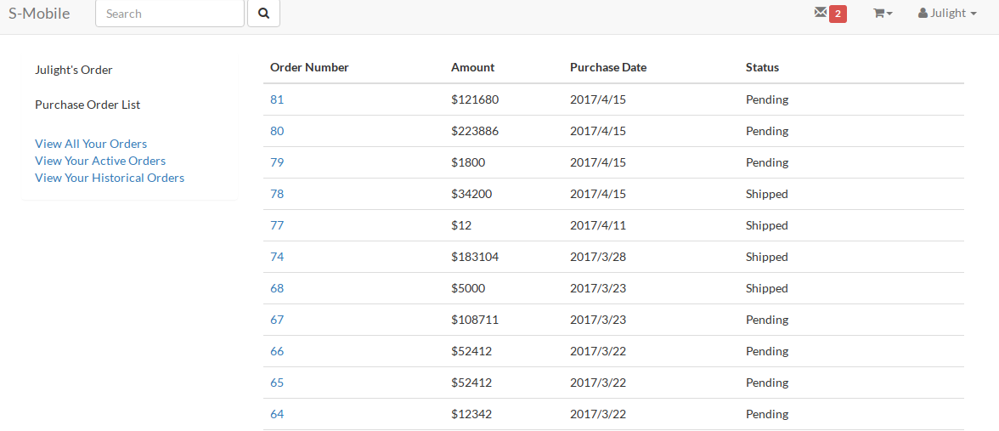 S-Mobile Search 2 Julight
Julight's Order
Purchase Order List
View All Your Orders
View Your Active Orders
View Your Historical Orders
Order Number Amount Purchase Date Status
81 $121680 2017/4/15 Pending
80 $223886 2017/4/15 Pending
79 $1800 2017/4/15 Pending
78 $34200 2017/4/15 Shipped
77 $12 2017/4/11 Shipped
74 $183104 2017/3/28 Shipped
68 $5000 2017/3/23 Shipped
67 $108711 2017/3/23 Pending
66 $52412 2017/3/22 Pending
65 $52412 2017/3/22 Pending
64 $12342 2017/3/22 Pending